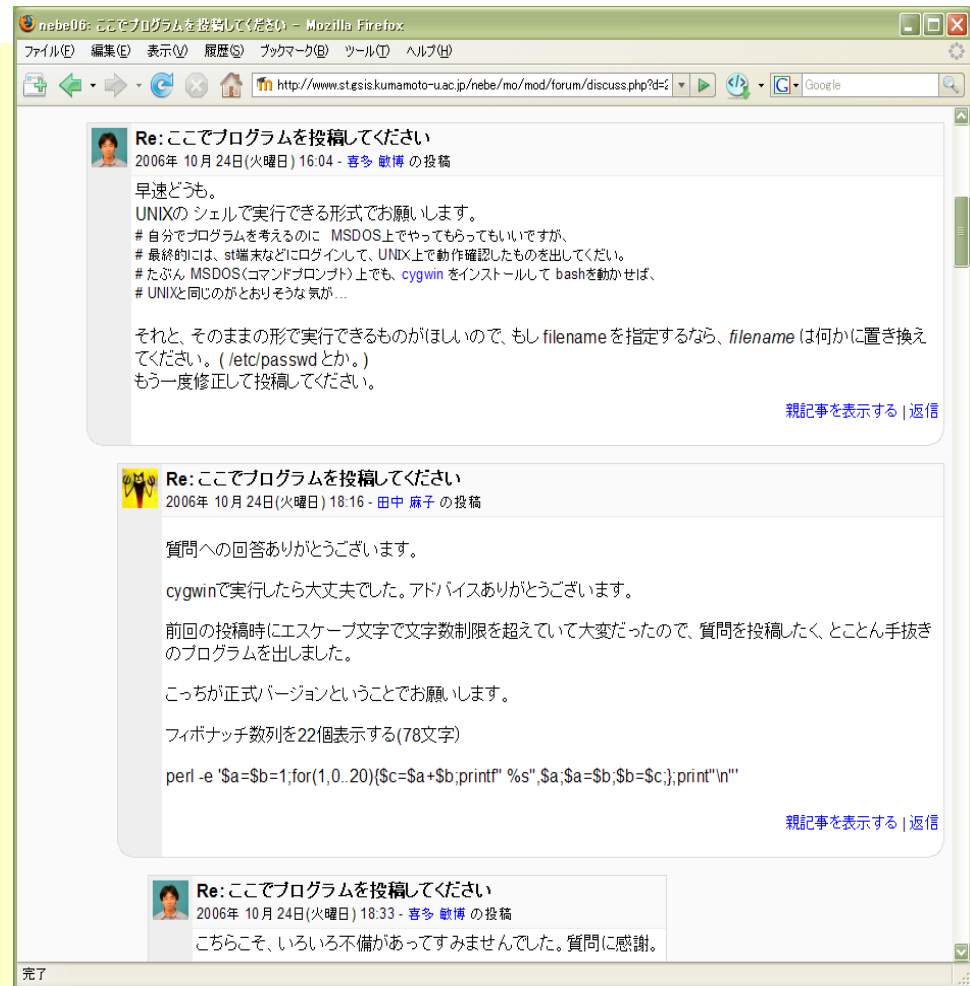 nebe06: ここでプログラムを投稿してください - Mozilla Firefox
ファイル(F) 編集(E) 表示(V) 履歴(S) ブックマーク(B) ツール(T) ヘルプ(H)
http://www.st.gsis.kumamoto-u.ac.jp/nebe/mo/mod/forum/discuss.php?d=2
Google
Re: ここでプログラムを投稿してください
2006年 10月 24日(火曜日) 16:04 - 喜多 敏博 の投稿
早速どうも。
UNIXの シェルで実行できる形式でお願いします。
# 自分でプログラムを考えるのに MSDOS上でやってもらってもいいですが、
# 最終的には、st端末などにログインして、UNIX上で動作確認したものを出してくだい。
# たぶん MSDOS(コマンドプロンプト)上でも、cygwin をインストールして bashを動かせば、
# UNIXと同じのがとおりそうな気が...
それと、そのままの形で実行できるものがほしいので、もし filename を指定するなら、filename は何かに置き換え
てください。( /etc/passwd とか。)
もう一度修正して投稿してください。
親記事を表示する | 返信
Re: ここでプログラムを投稿してください
2006年 10月 24日(火曜日) 18:16 - 田中 麻子 の投稿
質問への回答ありがとうございます。
cygwinで実行したら大丈夫でした。アドバイスありがとうございます。
前回の投稿時にエスケープ文字で文字数制限を超えていて大変だったので、質問を投稿したく、とことん手抜き
のプログラムを出しました。
こっちが正式バージョンということでお願いします。
フィボナッチ数列を22個表示する(78文字)
perl -e '$a=$b=1;for(1,0..20){$c=$a+$b;printf" %s",$a;$a=$b;$b=$c;};print"\n"'
親記事を表示する | 返信
Re: ここでプログラムを投稿してください
2006年 10月 24日(火曜日) 18:33 - 喜多 敏博 の投稿
こちらこそ、いろいろ不備があってすみませんでした。質問に感謝。
完了